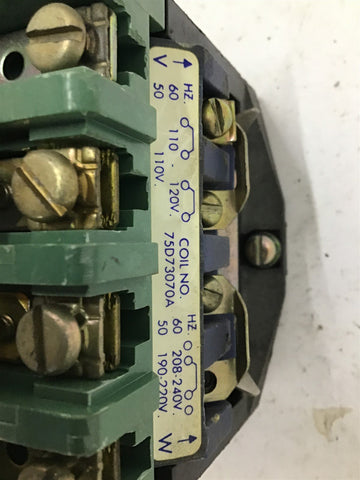 V
HZ.
60 110 - 120V.
50 110V.
COIL NO.
75D73070A
HZ.
60 208-240V.
50 190-220V.
W